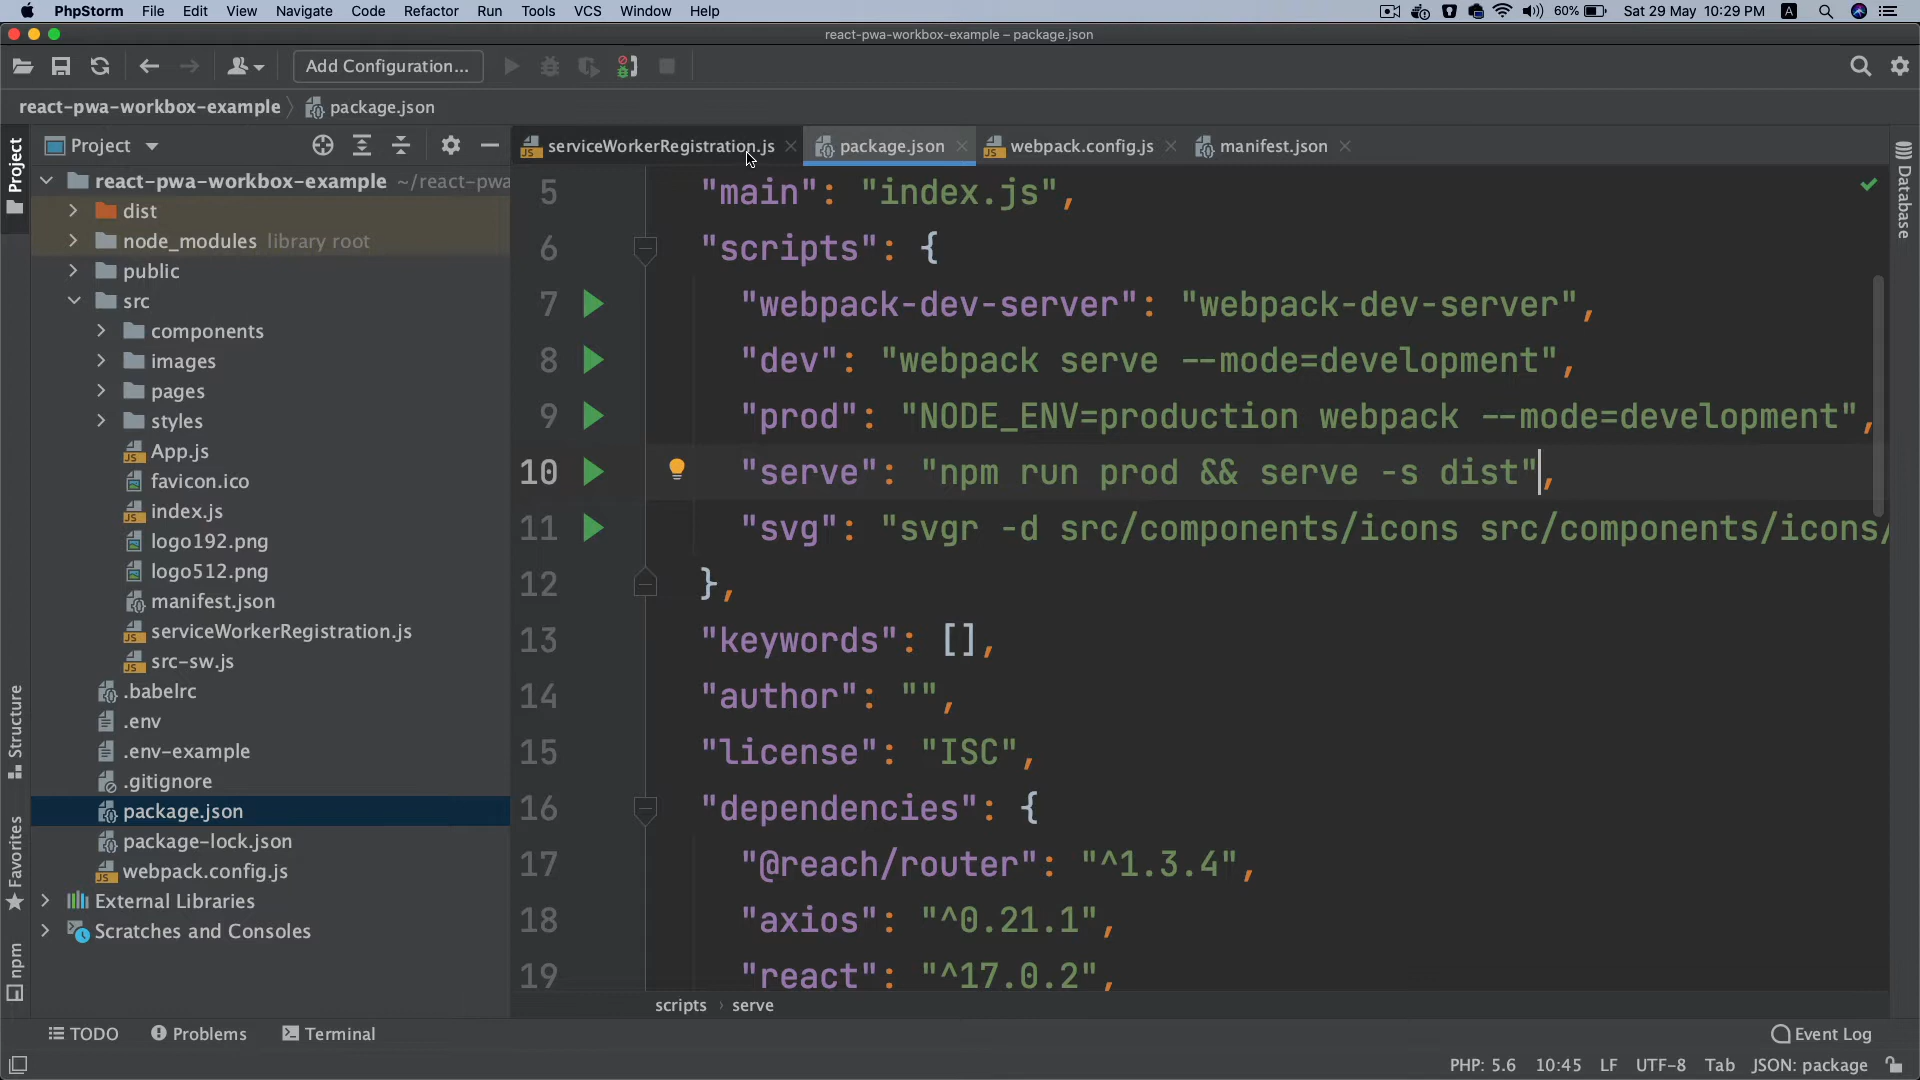 PhpStorm File Edit View Navigate Code Refactor Run Tools VCS Window Help 60% Sat 29 May 10:29 PM A
react-pwa-workbox-example – package.json
Add Configuration...
react-pwa-workbox-example package.json
Project
Project
serviceWorkerRegistration.js
package.json
webpack.config.js
manifest.json
react-pwa-workbox-example ~/react-pwa
dist
node_modules library root
public
src
components
images
pages
styles
App.js
favicon.ico
index.js
logo192.png
logo512.png
manifest.json
serviceWorkerRegistration.js
src-sw.js
.babelrc
.env
.env-example
.gitignore
package.json
package-lock.json
webpack.config.js
External Libraries
Scratches and Consoles
Structure
Favorites
npm
5 "main": "index.js",
6 "scripts": {
7 "webpack-dev-server": "webpack-dev-server",
8 "dev": "webpack serve --mode=development",
9 "prod": "NODE_ENV=production webpack --mode=development",
10 "serve": "npm run prod && serve -s dist",
11 "svg": "svgr -d src/components/icons src/components/icons/
12 },
13 "keywords": [],
14 "author": "",
15 "license": "ISC",
16 "dependencies": {
17 "@reach/router": "^1.3.4",
18 "axios": "^0.21.1",
19 "react": "^17.0.2",
Database
scripts › serve
TODO Problems Terminal Event Log
PHP: 5.6 10:45 LF UTF-8 Tab JSON: package